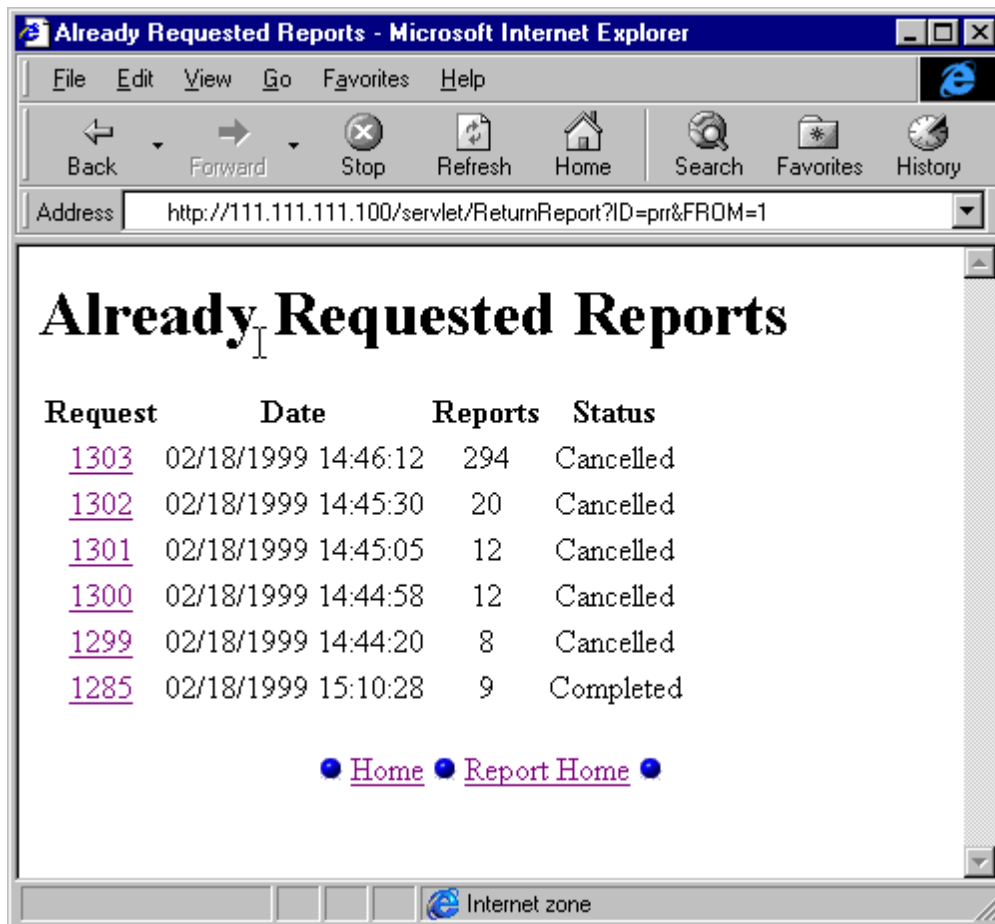 Already Requested Reports - Microsoft Internet Explorer
File Edit View Go Favorites Help
Back Forward Stop Refresh Home Search Favorites History
Address http://111.111.111.100/servlet/ReturnReport?ID=prr&FROM=1
Already Requested Reports
Request Date Reports Status
1303 02/18/1999 14:46:12 294 Cancelled
1302 02/18/1999 14:45:30 20 Cancelled
1301 02/18/1999 14:45:05 12 Cancelled
1300 02/18/1999 14:44:58 12 Cancelled
1299 02/18/1999 14:44:20 8 Cancelled
1285 02/18/1999 15:10:28 9 Completed
Home Report Home
Internet zone